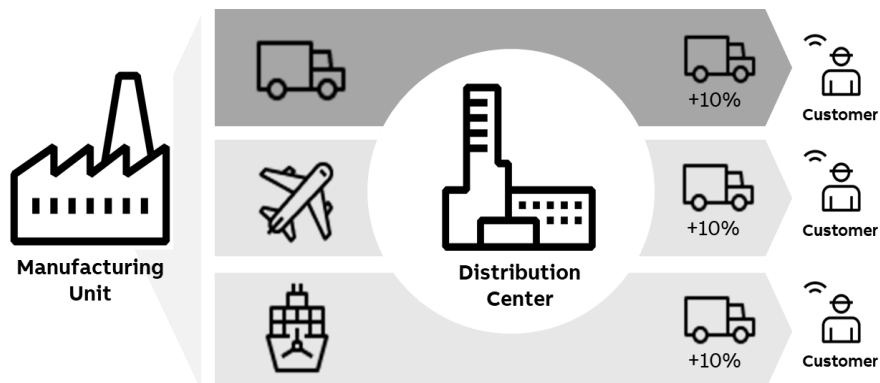 +10%
Customer
+10%
Customer
Manufacturing
Unit
Distribution
Center
+10%
Customer